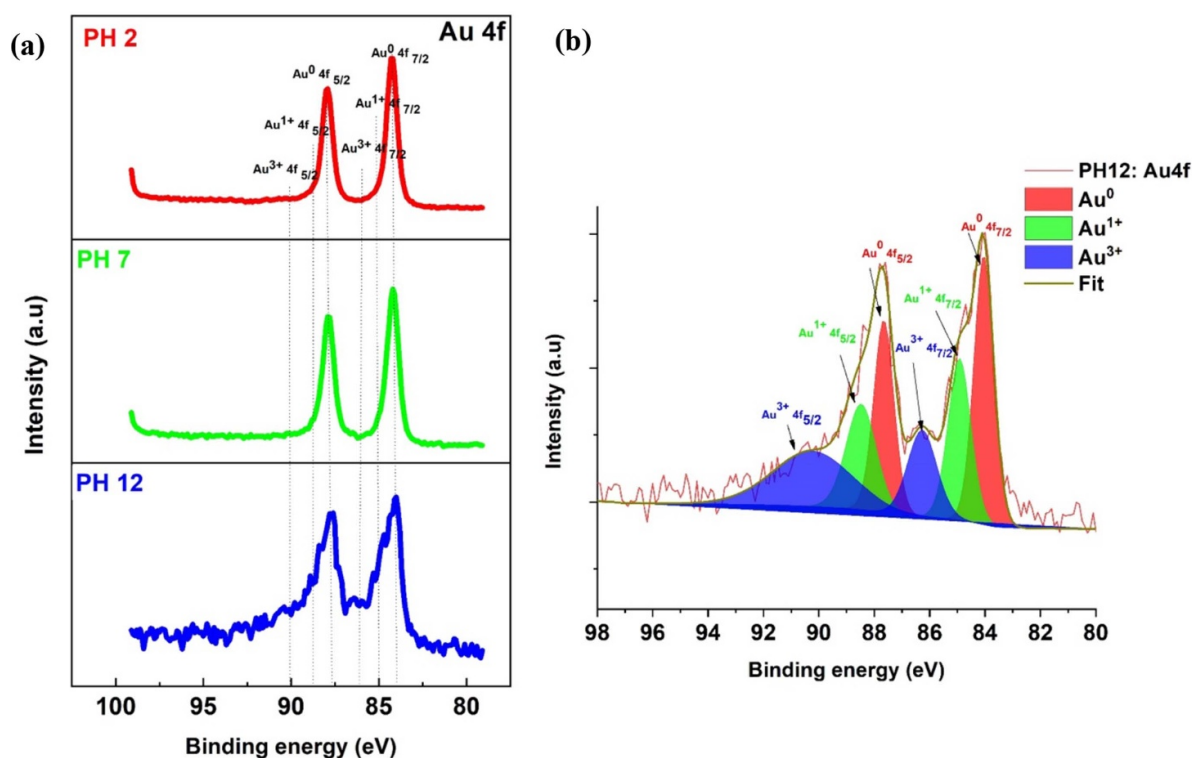 (a)
PH 2
Au 4f
Au⁰ 4f 7/2
Au⁰ 4f 5/2
Au¹⁺ 4f 7/2
Au¹⁺ 4f 5/2
Au³⁺ 4f 7/2
Au³⁺ 4f 5/2
PH 7
PH 12
Intensity (a.u)
100 95 90 85 80
Binding energy (eV)
(b)
PH12: Au4f
Au⁰
Au¹⁺
Au³⁺
Fit
Au⁰ 4f7/2
Au⁰ 4f5/2
Au¹⁺ 4f7/2
Au¹⁺ 4f5/2
Au³⁺ 4f7/2
Au³⁺ 4f5/2
Intensity (a.u)
98 96 94 92 90 88 86 84 82 80
Binding energy (eV)